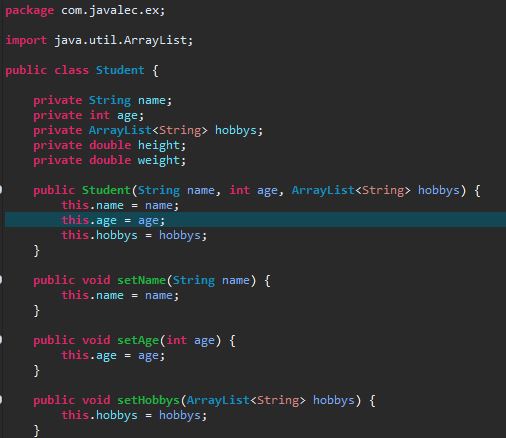 package com.javalec.ex;
import java.util.ArrayList;
public class Student {
private String name;
private int age;
private ArrayList<String> hobbys;
private double height;
private double weight;
public Student(String name, int age, ArrayList<String> hobbys) {
this.name = name;
this.age = age;
this.hobbys = hobbys;
}
public void setName(String name) {
this.name = name;
}
public void setAge(int age) {
this.age = age;
}
public void setHobbys(ArrayList<String> hobbys) {
this.hobbys = hobbys;
}